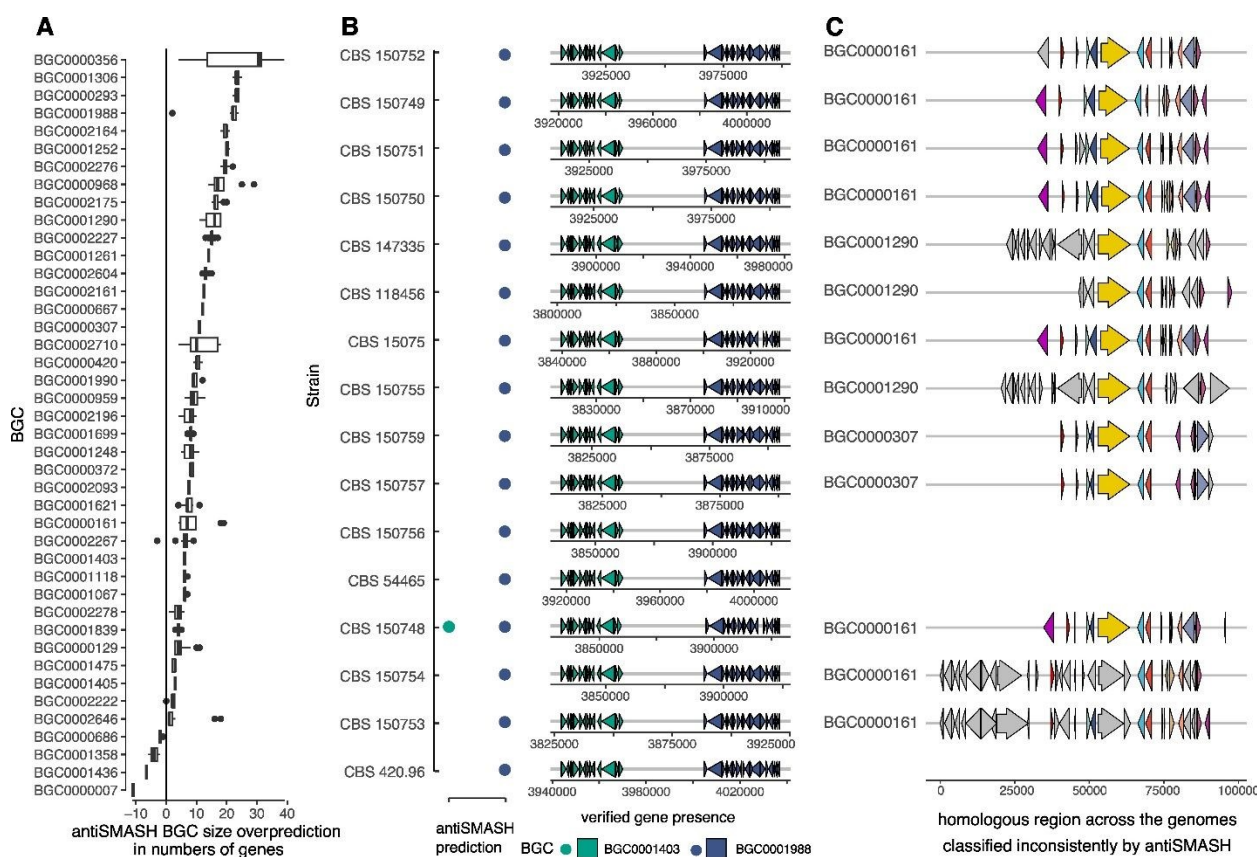 A
BGC0000356
BGC0001306
BGC0000293
BGC0001988
BGC0002164
BGC0001252
BGC0002276
BGC0000968
BGC0002175
BGC0001290
BGC0002227
BGC0001261
BGC0002604
BGC0002161
BGC0000667
BGC0000307
BGC0002710
BGC0000420
BGC0001990
BGC0000959
BGC0002196
BGC0001699
BGC0001248
BGC0000372
BGC0002093
BGC0001621
BGC0000161
BGC0002267
BGC0001403
BGC0001118
BGC0001067
BGC0002278
BGC0001839
BGC0000129
BGC0001475
BGC0001405
BGC0002222
BGC0002646
BGC0000686
BGC0001358
BGC0001436
BGC0000007
BGC
−10 0 10 20 30 40
antiSMASH BGC size overprediction
in numbers of genes
B
Strain
CBS 150752
3925000 3975000
CBS 150749
3920000 3960000 4000000
CBS 150751
3925000 3975000
CBS 150750
3925000 3975000
CBS 147335
3900000 3940000 3980000
CBS 118456
3800000 3850000
CBS 15075
3840000 3880000 3920000
CBS 150755
3830000 3870000 3910000
CBS 150759
3825000 3875000
CBS 150757
3825000 3875000
CBS 150756
3850000 3900000
CBS 54465
3920000 3960000 4000000
CBS 150748
3850000 3900000
CBS 150754
3850000 3900000
CBS 150753
3825000 3875000 3925000
CBS 420.96
3940000 3980000 4020000
antiSMASH
prediction
verified gene presence
BGC BGC0001403 BGC0001988
C
BGC0000161
BGC0000161
BGC0000161
BGC0000161
BGC0001290
BGC0001290
BGC0000161
BGC0001290
BGC0000307
BGC0000307
BGC0000161
BGC0000161
BGC0000161
0 25000 50000 75000 100000
homologous region across the genomes
classified inconsistently by antiSMASH